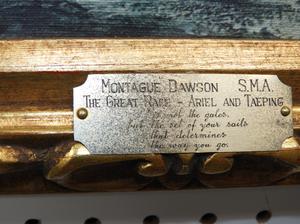 MONTAGUE DAWSON S.M.A.
THE GREAT RACE - ARIEL AND TAEPING
not the gales,
but the set of your sails
that determines
the way you go.